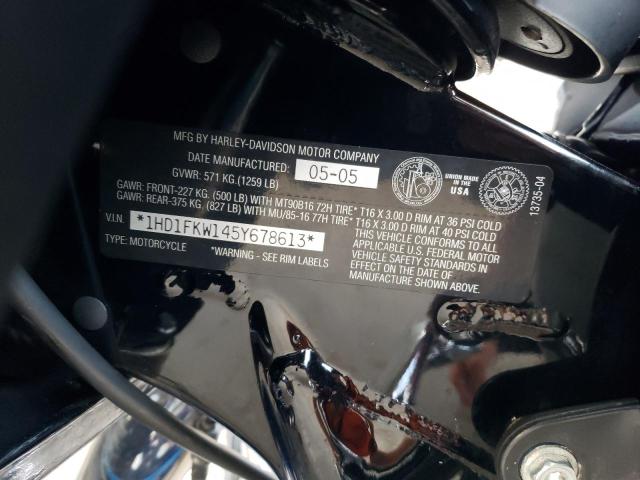 MFG BY HARLEY-DAVIDSON MOTOR COMPANY
DATE MANUFACTURED: 05-05
GVWR: 571 KG.(1259 LB)
GAWR: FRONT-227 KG. (500 LB) WITH MT90B16 72H TIRE* T16 X 3.00 D RIM AT 36 PSI COLD
GAWR: REAR-375 KG. (827 LB) WITH MU/85-16 77H TIRE* T16 X 3.00 D RIM AT 40 PSI COLD
V.I.N. *1HD1FKW145Y678613*
TYPE: MOTORCYCLE *WARNING - SEE RIM LABELS
THIS VEHICLE CONFORMS TO ALL
APPLICABLE U.S. FEDERAL MOTOR
VEHICLE SAFETY STANDARDS IN
EFFECT ON THE DATE OF
MANUFACTURE SHOWN ABOVE.
UNION MADE IN
USA
13735-04